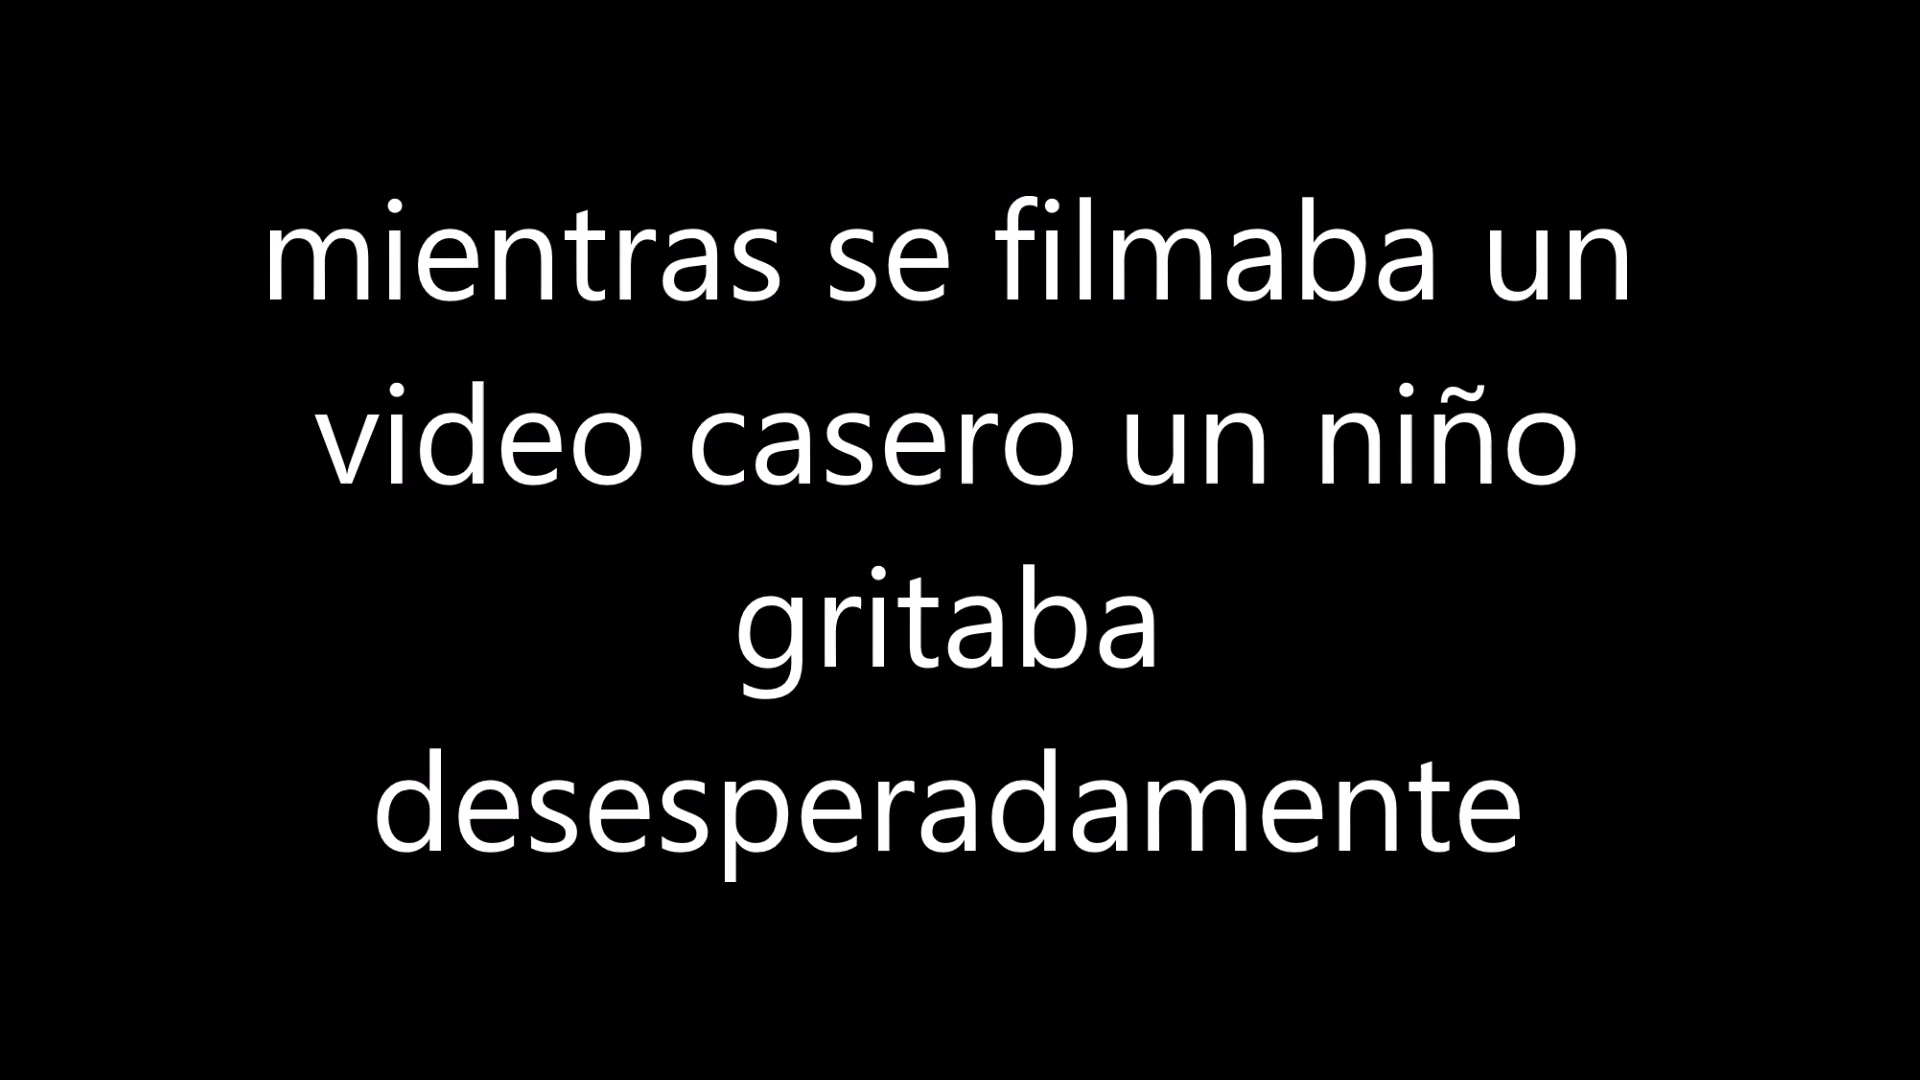 mientras se filmaba un
video casero un niño
gritaba
desesperadamente